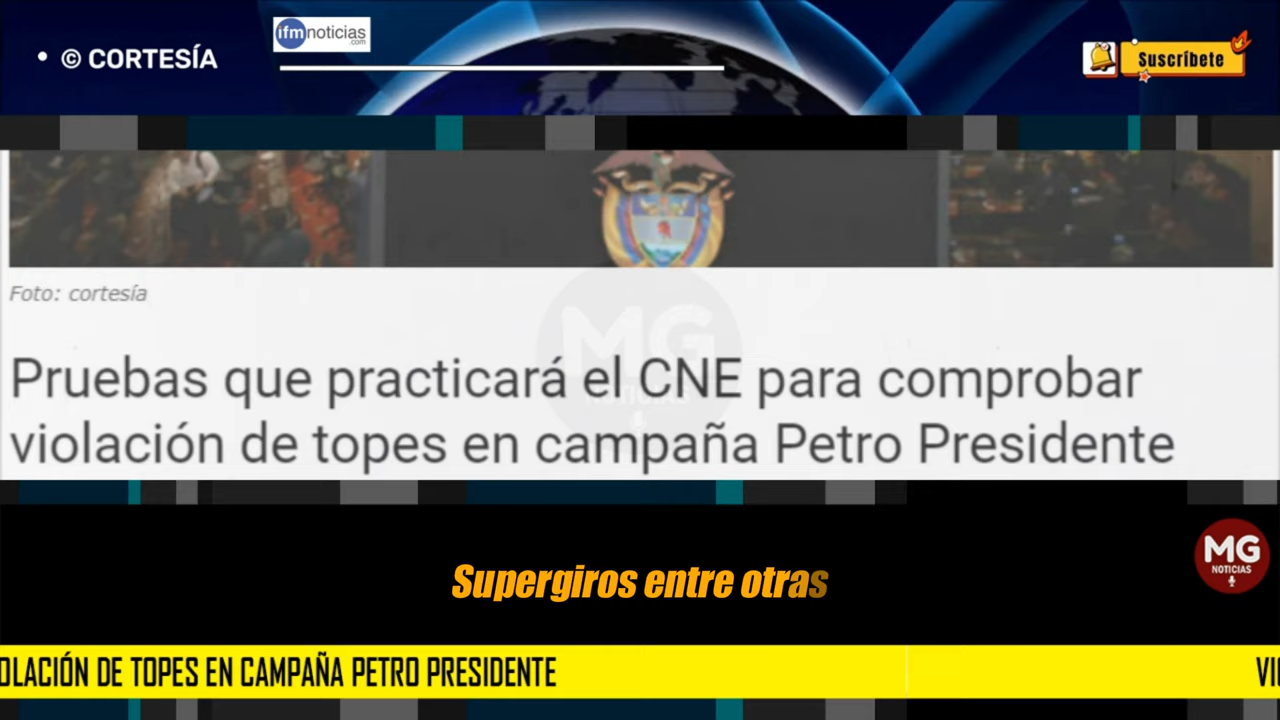 • © CORTESÍA
ifmnoticias
.com
Suscríbete
Foto: cortesía
MG
Pruebas que practicará el CNE para comprobar
violación de topes en campaña Petro Presidente
MG
NOTICIAS
Supergiros entre otras
OLACIÓN DE TOPES EN CAMPAÑA PETRO PRESIDENTE